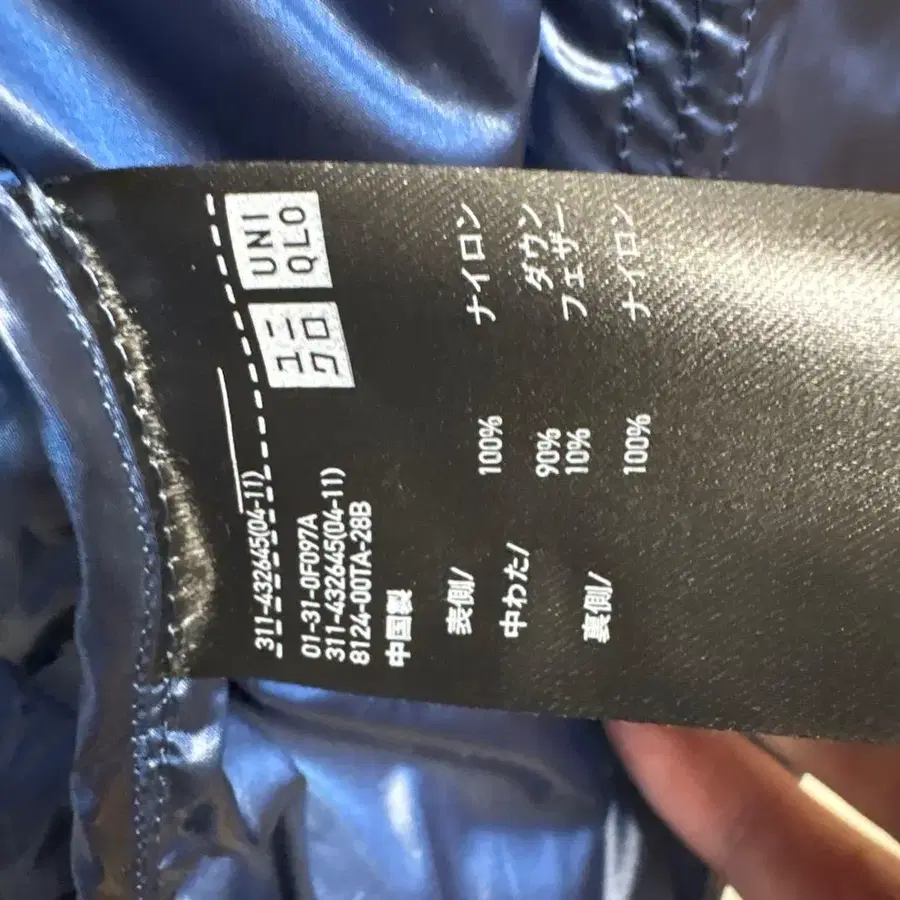 UNI
QLO
ユニ
クロ
311-432645(04-11)
01-31-0F097A
311-432645(04-11)
8124-00TA-28B
中国製
表側/ 100% ナイロン
中わた/ 90% ダウン
10% フェザー
裏側/ 100% ナイロン